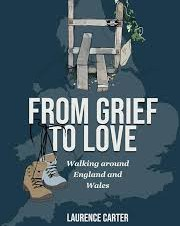 FROM GRIEF
TO LOVE
Walking around
England and
Wales
LAURENCE CARTER